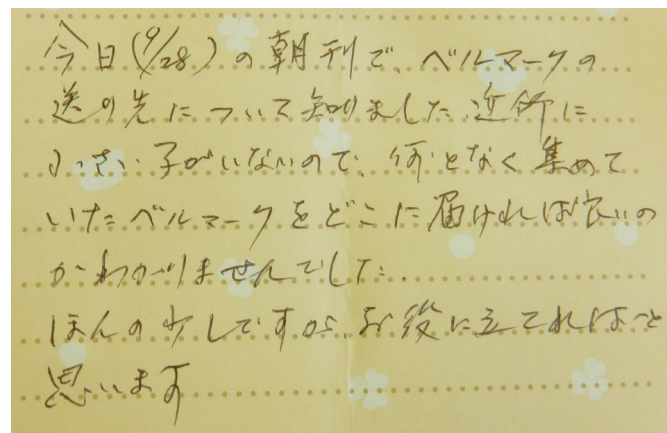 今日(9/28)の朝刊で、ベルマークの
送り先について知りました 近所に
小さい子がいないので、何となく集めて
いたベルマークをどこに届ければ良いの
かわかりませんでした。
ほんの少しですが、お役に立てればと
思います